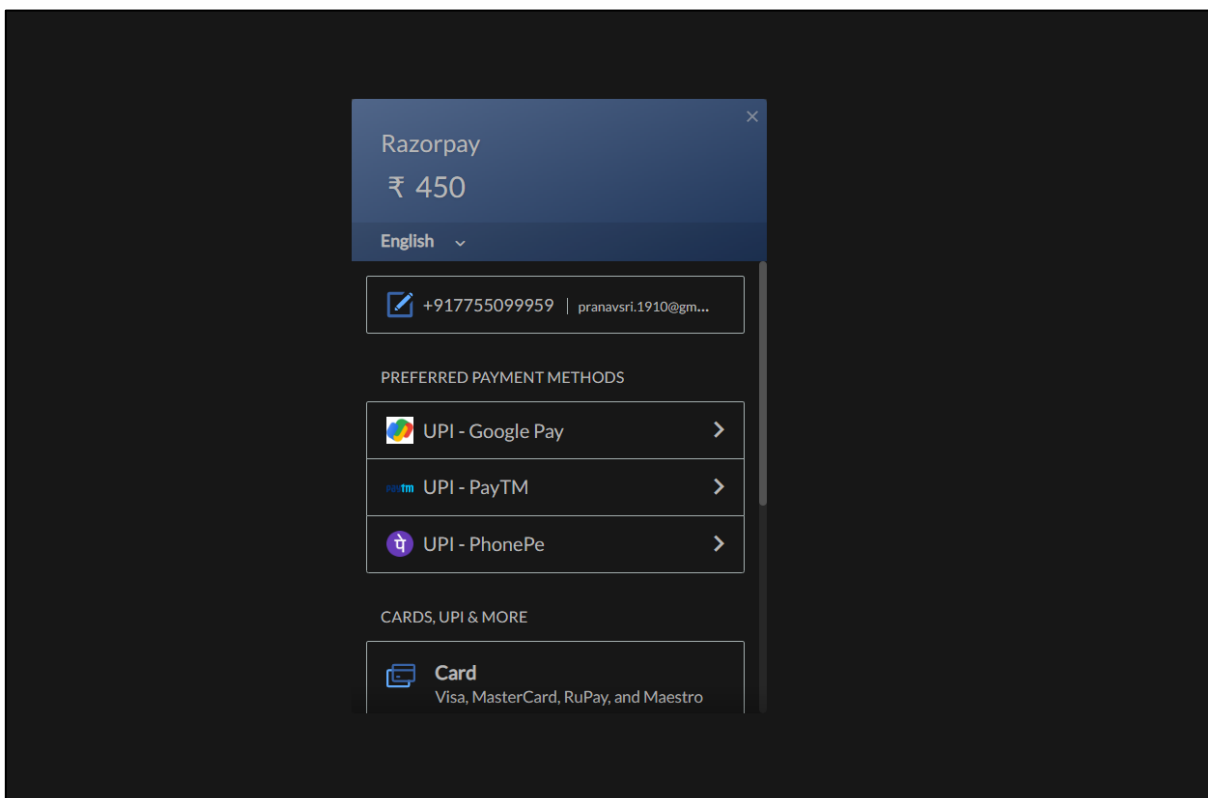 Razorpay
₹ 450
English
+917755099959 | pranavsri.1910@gm...
PREFERRED PAYMENT METHODS
UPI - Google Pay
paytm UPI - PayTM
पे UPI - PhonePe
CARDS, UPI & MORE
Card
Visa, MasterCard, RuPay, and Maestro